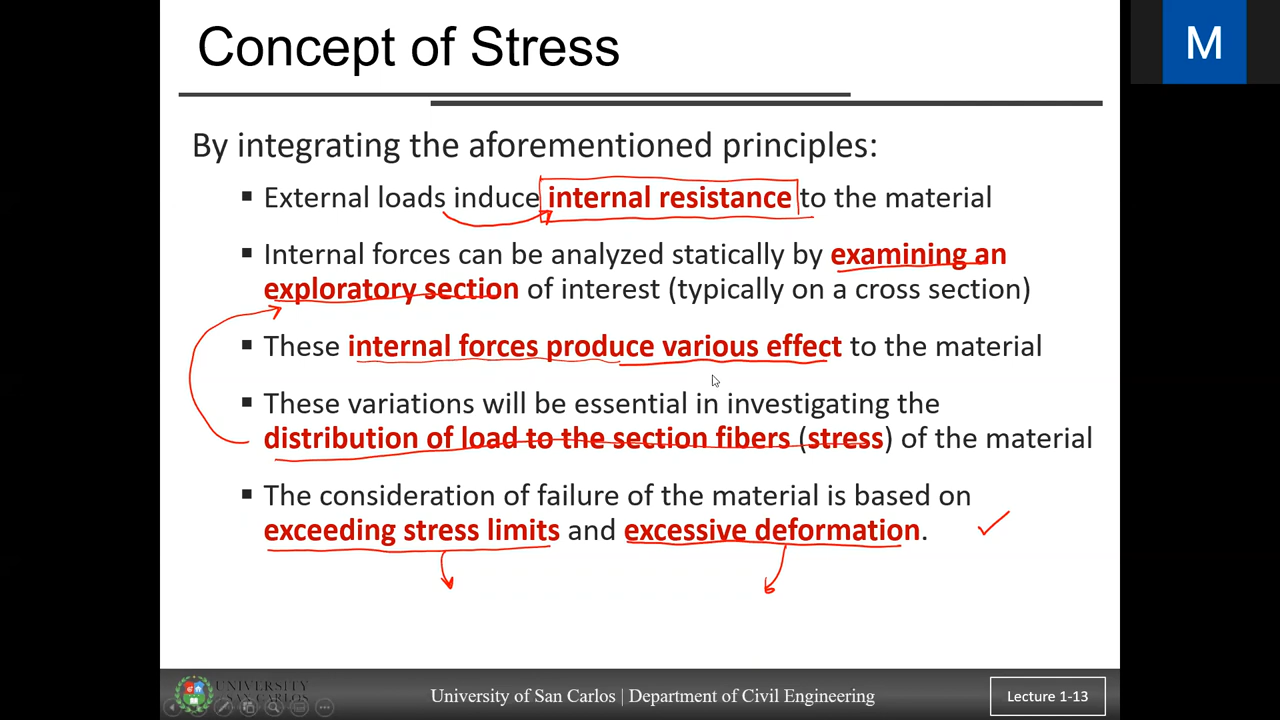 Concept of Stress
M
By integrating the aforementioned principles:
▪ External loads induce internal resistance to the material
▪ Internal forces can be analyzed statically by examining an
exploratory section of interest (typically on a cross section)
▪ These internal forces produce various effect to the material
▪ These variations will be essential in investigating the
distribution of load to the section fibers (stress) of the material
▪ The consideration of failure of the material is based on
exceeding stress limits and excessive deformation.
UNIVERSITY
SAN CARLOS
University of San Carlos | Department of Civil Engineering
Lecture 1-13